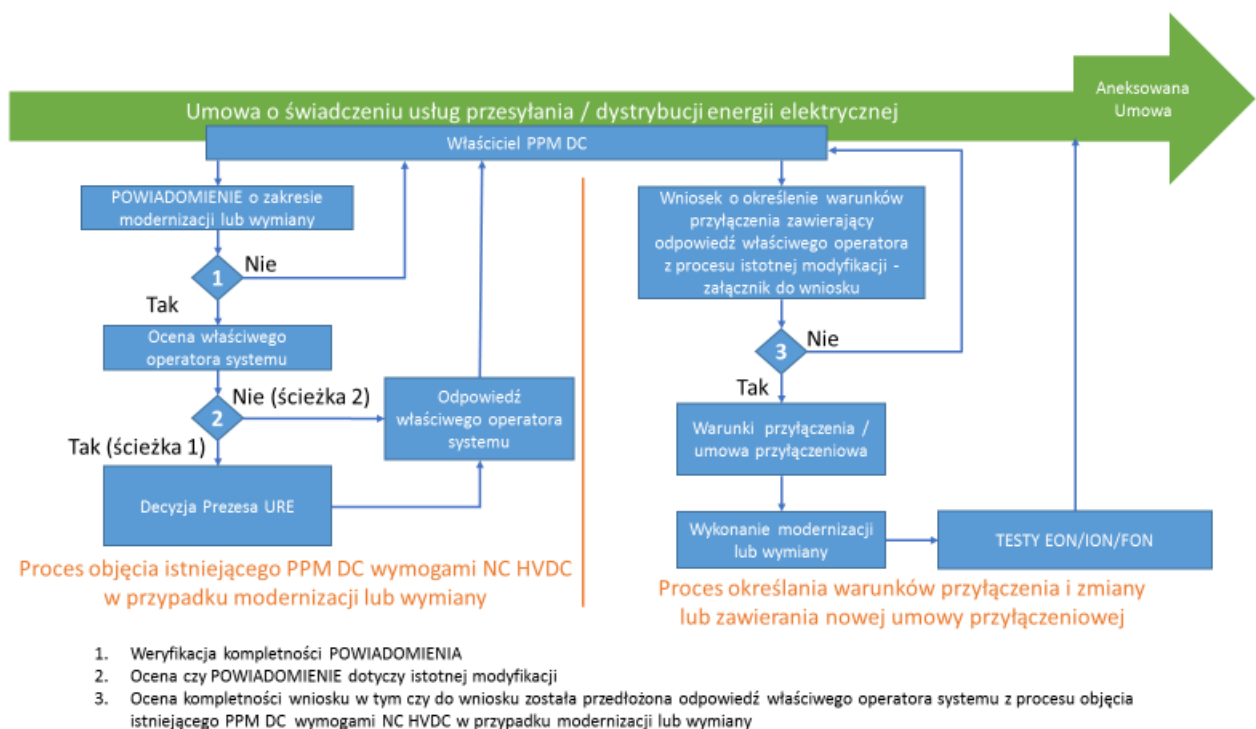 Umowa o świadczeniu usług przesyłania / dystrybucji energii elektrycznej
Aneksowana
Umowa
Właściciel PPM DC
POWIADOMIENIE o zakresie
modernizacji lub wymiany
1
Nie
Tak
Ocena właściwego
operatora systemu
2
Nie (ścieżka 2)
Tak (ścieżka 1)
Odpowiedź
właściwego operatora
systemu
Decyzja Prezesa URE
Proces objęcia istniejącego PPM DC wymogami NC HVDC
w przypadku modernizacji lub wymiany
Wniosek o określenie warunków
przyłączenia zawierający
odpowiedź właściwego operatora
z procesu istotnej modyfikacji -
załącznik do wniosku
3
Nie
Tak
Warunki przyłączenia /
umowa przyłączeniowa
Wykonanie modernizacji
lub wymiany
TESTY EON/ION/FON
Proces określania warunków przyłączenia i zmiany
lub zawierania nowej umowy przyłączeniowej
1. Weryfikacja kompletności POWIADOMIENIA
2. Ocena czy POWIADOMIENIE dotyczy istotnej modyfikacji
3. Ocena kompletności wniosku w tym czy do wniosku została przedłożona odpowiedź właściwego operatora systemu z procesu objęcia
istniejącego PPM DC wymogami NC HVDC w przypadku modernizacji lub wymiany